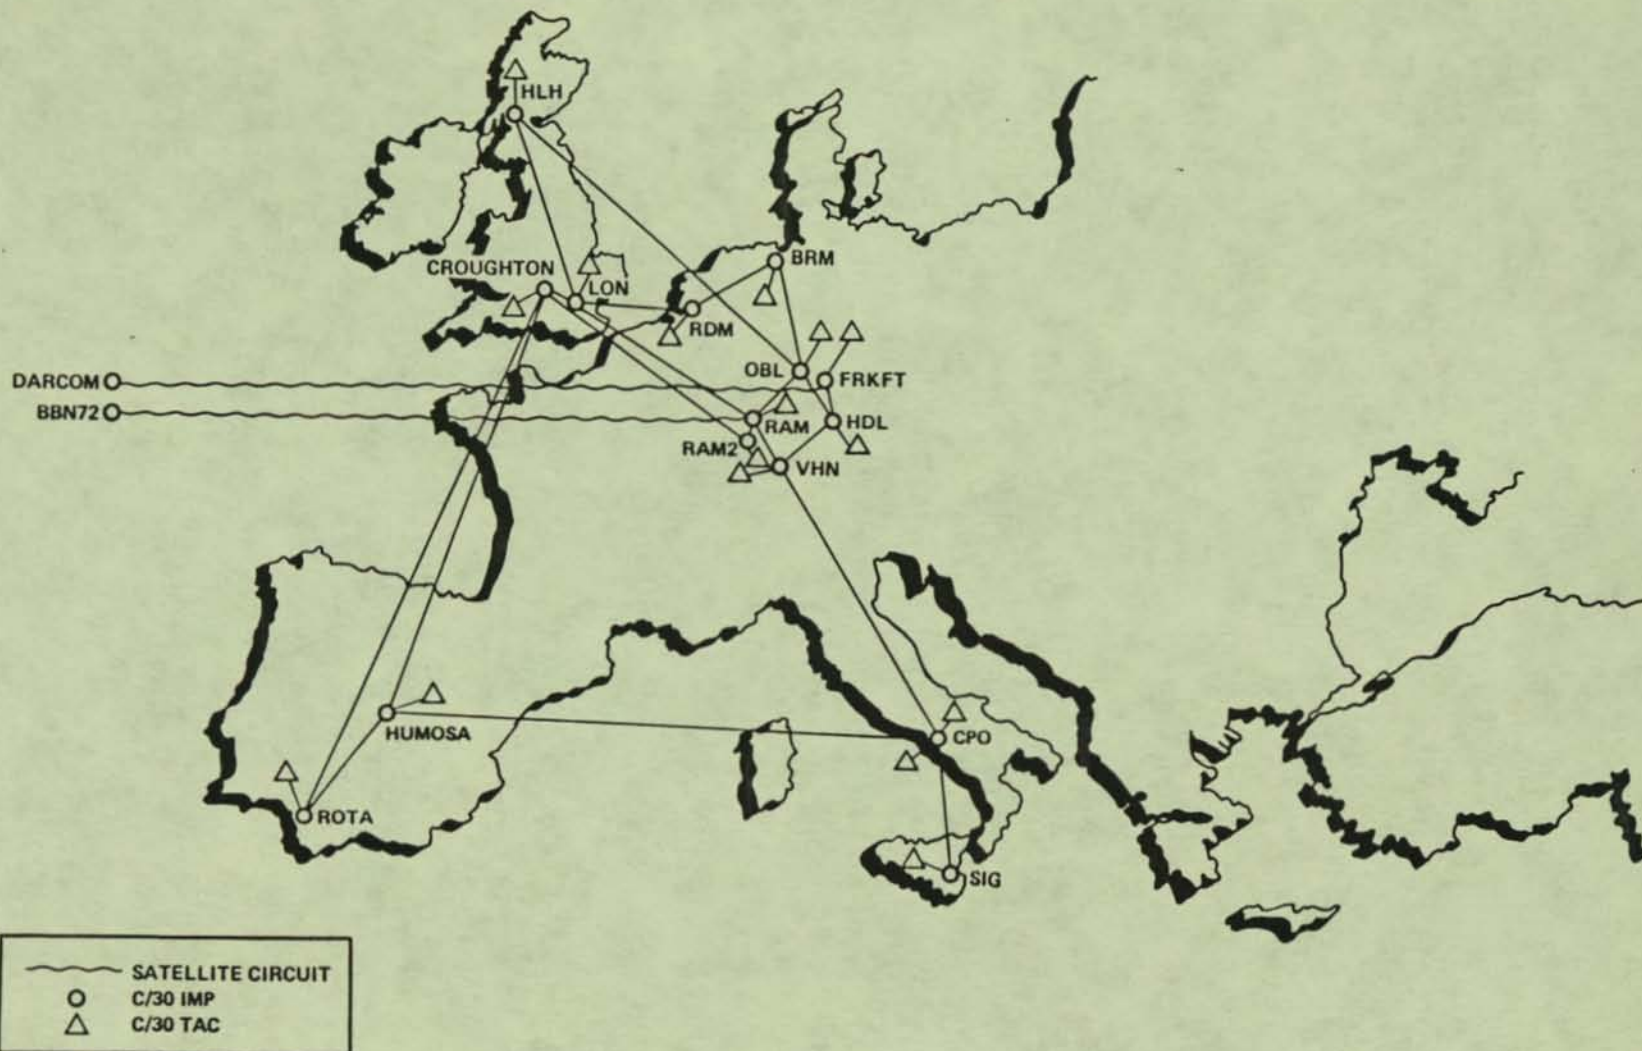 HLH
CROUGHTON
LON
BRM
RDM
OBL
FRKFT
DARCOM
BBN72
RAM
HDL
RAM2
VHN
HUMOSA
CPO
ROTA
SIG
SATELLITE CIRCUIT
C/30 IMP
C/30 TAC